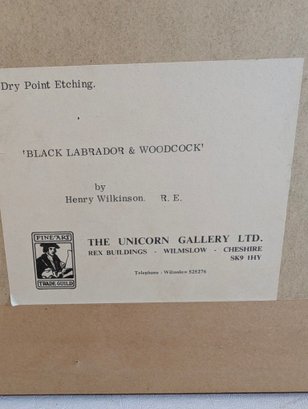 Dry Point Etching.
'BLACK LABRADOR & WOODCOCK'
by
Henry Wilkinson. R. E.
FINE ART
TRADE GUILD
THE UNICORN GALLERY LTD.
REX BUILDINGS - WILMSLOW - CHESHIRE
SK9 1HY
Telephone - Wilmslow 525276